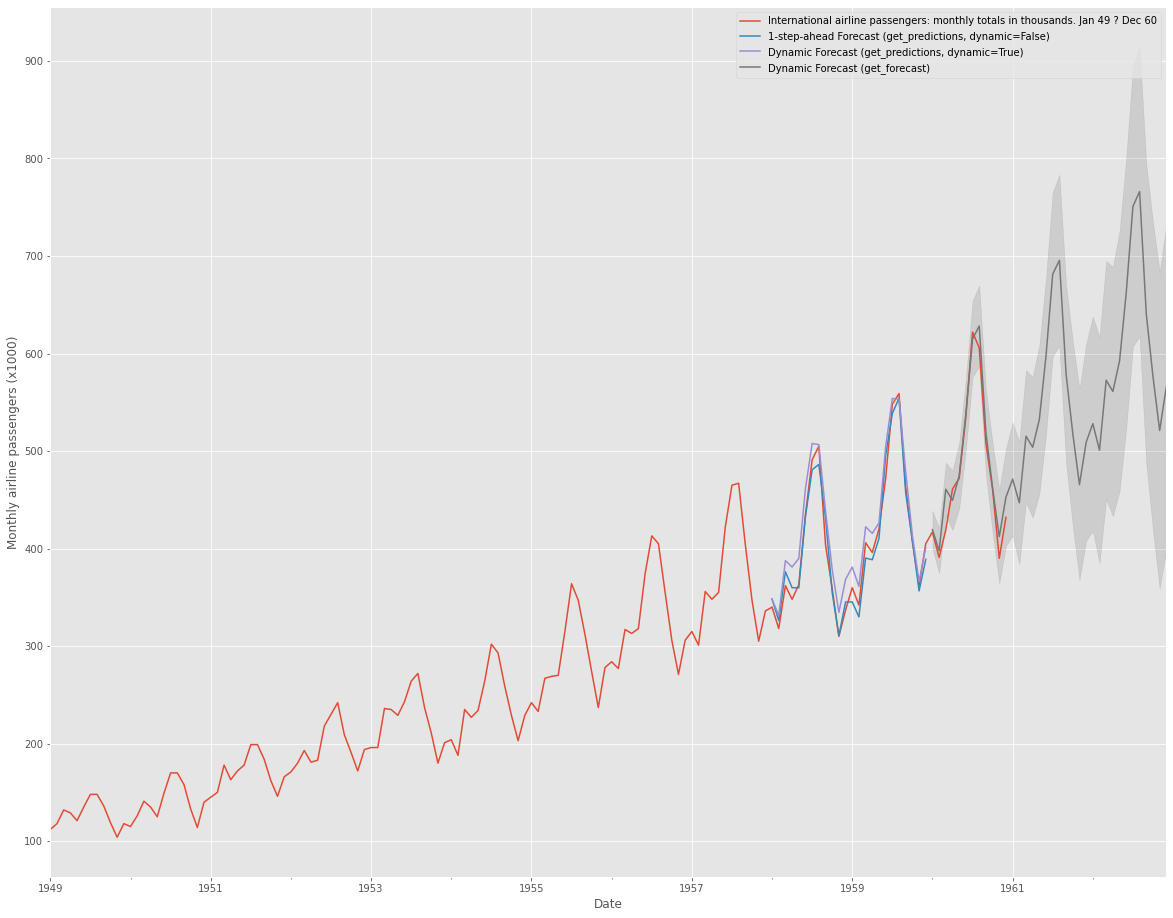 International airline passengers: monthly totals in thousands. Jan 49 ? Dec 60
1-step-ahead Forecast (get_predictions, dynamic=False)
Dynamic Forecast (get_predictions, dynamic=True)
Dynamic Forecast (get_forecast)
Monthly airline passengers (x1000)
900
800
700
600
500
400
300
200
100
1949 1951 1953 1955 1957 1959 1961
Date